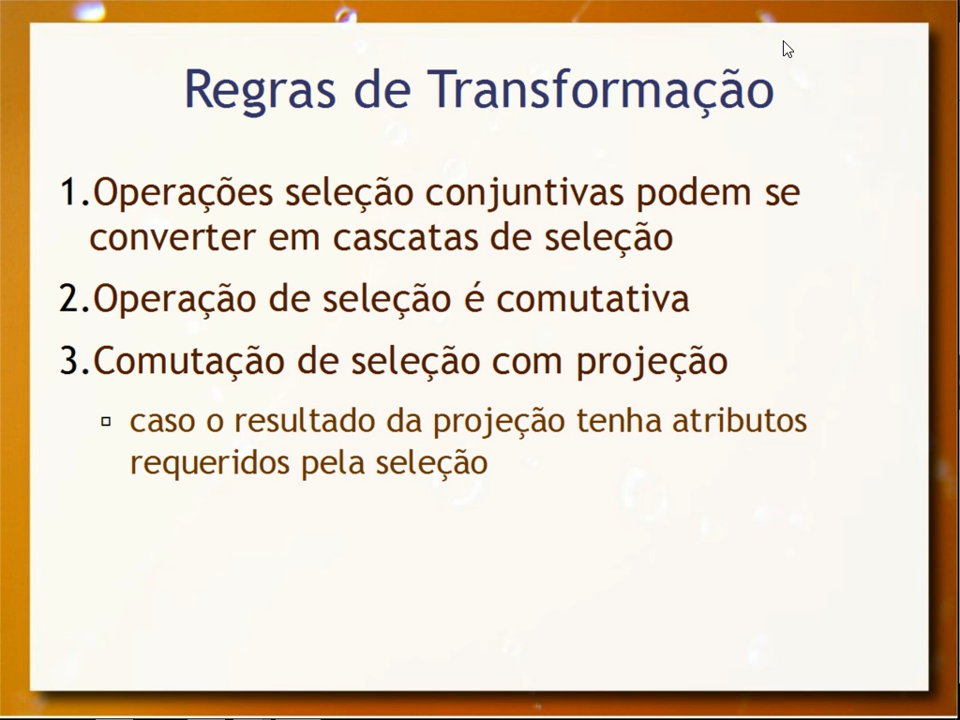 Regras de Transformação
1.Operações seleção conjuntivas podem se
converter em cascatas de seleção
2.Operação de seleção é comutativa
3.Comutação de seleção com projeção
▫ caso o resultado da projeção tenha atributos
requeridos pela seleção